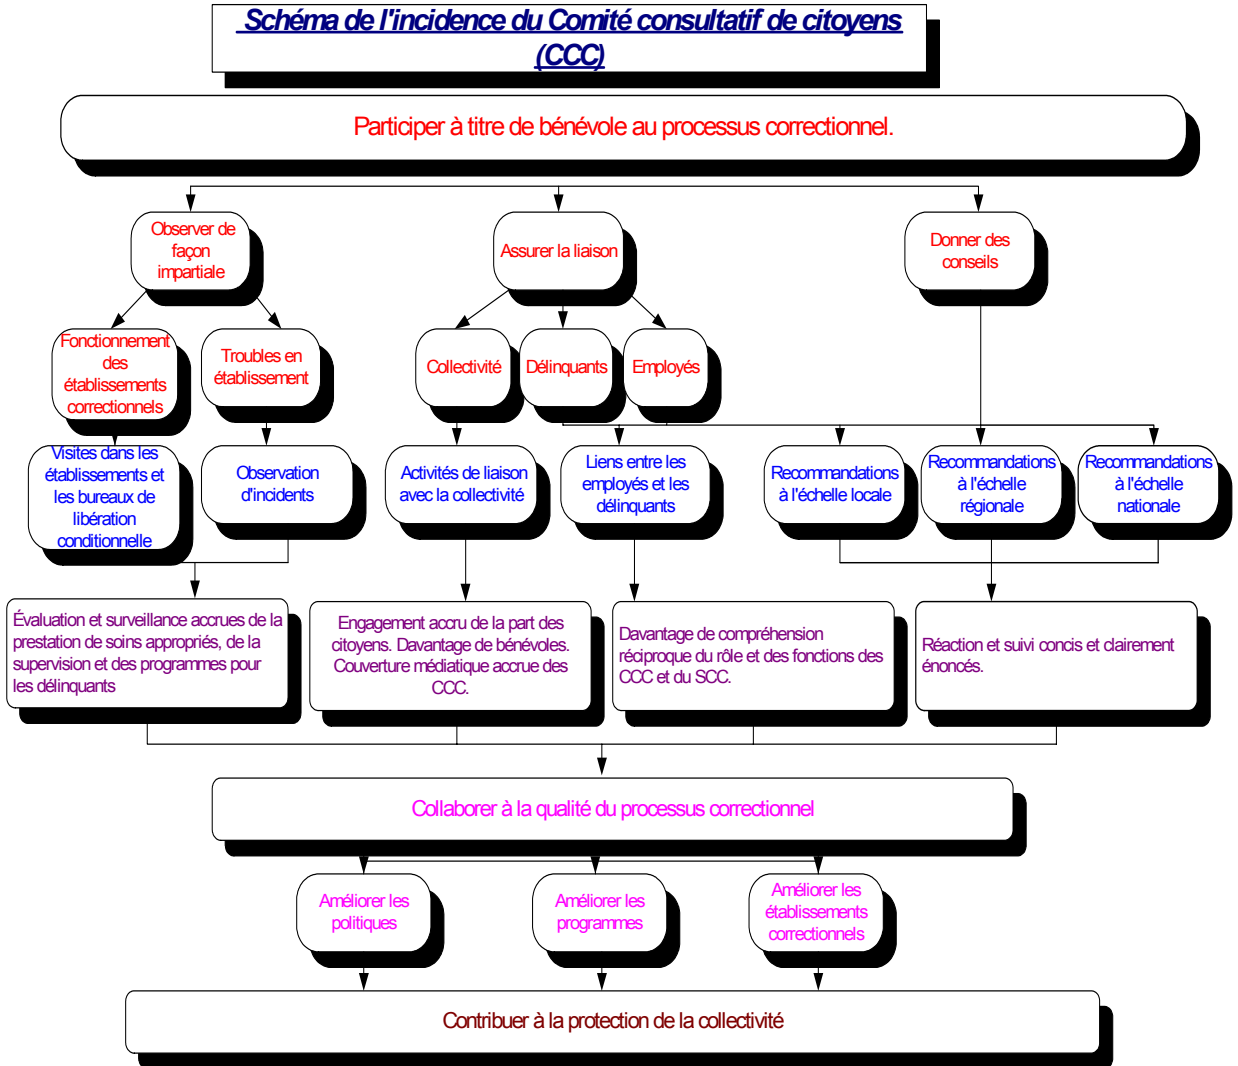 Schéma de l'incidence du Comité consultatif de citoyens
(CCC)
Participer à titre de bénévole au processus correctionnel.
Observer de
façon
impartiale
Assurer la liaison
Donner des
conseils
Fonctionnement
des
établissements
correctionnels
Troubles en
établissement
Collectivité
Délinquants
Employés
Visites dans les
établissements et
les bureaux de
libération
conditionnelle
Observation
d'incidents
Activités de liaison
avec la collectivité
Liens entre les
employés et les
délinquants
Recommandations
à l'échelle locale
Recommandations
à l'échelle
régionale
Recommandations
à l'échelle
nationale
Évaluation et surveillance accrues de la
prestation de soins appropriés, de la
supervision et des programmes pour
les délinquants
Engagement accru de la part des
citoyens. Davantage de bénévoles.
Couverture médiatique accrue des
CCC.
Davantage de compréhension
réciproque du rôle et des fonctions des
CCC et du SCC.
Réaction et suivi concis et clairement
énoncés.
Collaborer à la qualité du processus correctionnel
Améliorer les
politiques
Améliorer les
programmes
Améliorer les
établissements
correctionnels
Contribuer à la protection de la collectivité